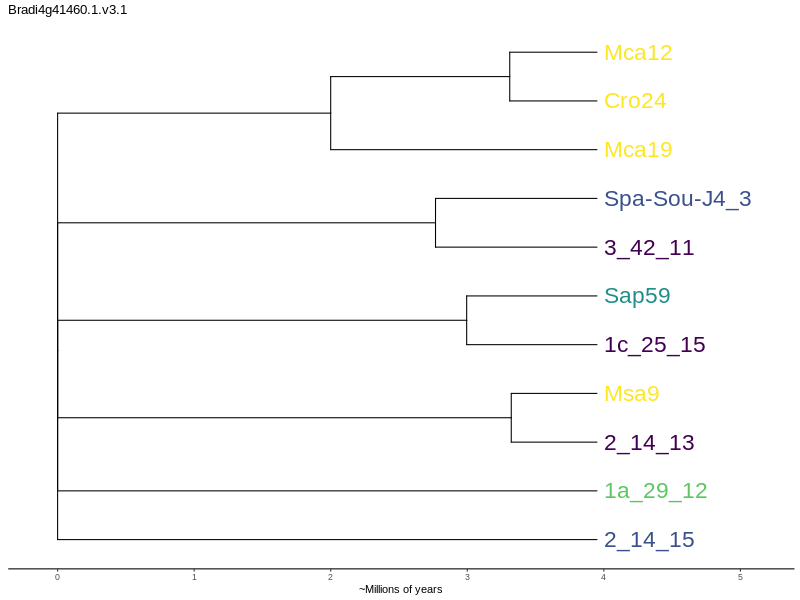 Bradi4g41460.1.v3.1
Mca12
Cro24
Mca19
Spa-Sou-J4_3
3_42_11
Sap59
1c_25_15
Msa9
2_14_13
1a_29_12
2_14_15
0 1 2 3 4 5
~Millions of years